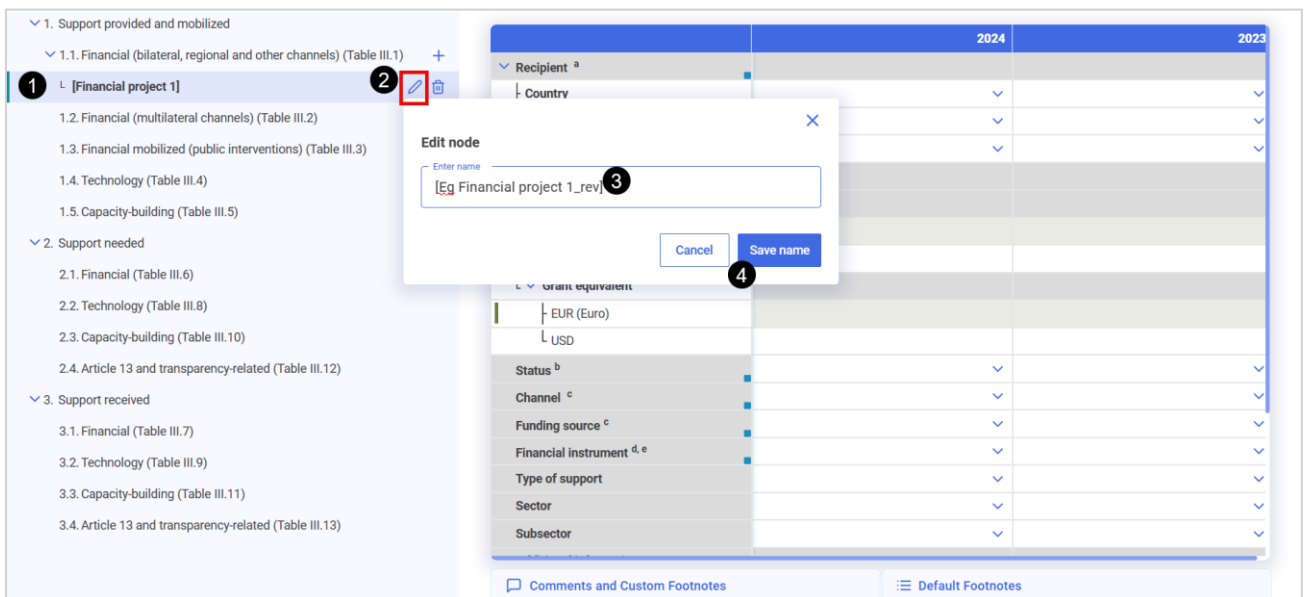 1. Support provided and mobilized
1.1. Financial (bilateral, regional and other channels) (Table III.1)
1
[Financial project 1]
2
1.2. Financial (multilateral channels) (Table III.2)
1.3. Financial mobilized (public interventions) (Table III.3)
1.4. Technology (Table III.4)
1.5. Capacity-building (Table III.5)
2. Support needed
2.1. Financial (Table III.6)
2.2. Technology (Table III.8)
2.3. Capacity-building (Table III.10)
2.4. Article 13 and transparency-related (Table III.12)
3. Support received
3.1. Financial (Table III.7)
3.2. Technology (Table III.9)
3.3. Capacity-building (Table III.11)
3.4. Article 13 and transparency-related (Table III.13)
2024 2023
Recipient a
Country
Edit node
Enter name
[Eg Financial project 1_rev]
3
Cancel Save name
4
Grant equivalent
EUR (Euro)
USD
Status b
Channel c
Funding source c
Financial instrument d, e
Type of support
Sector
Subsector
Comments and Custom Footnotes
Default Footnotes